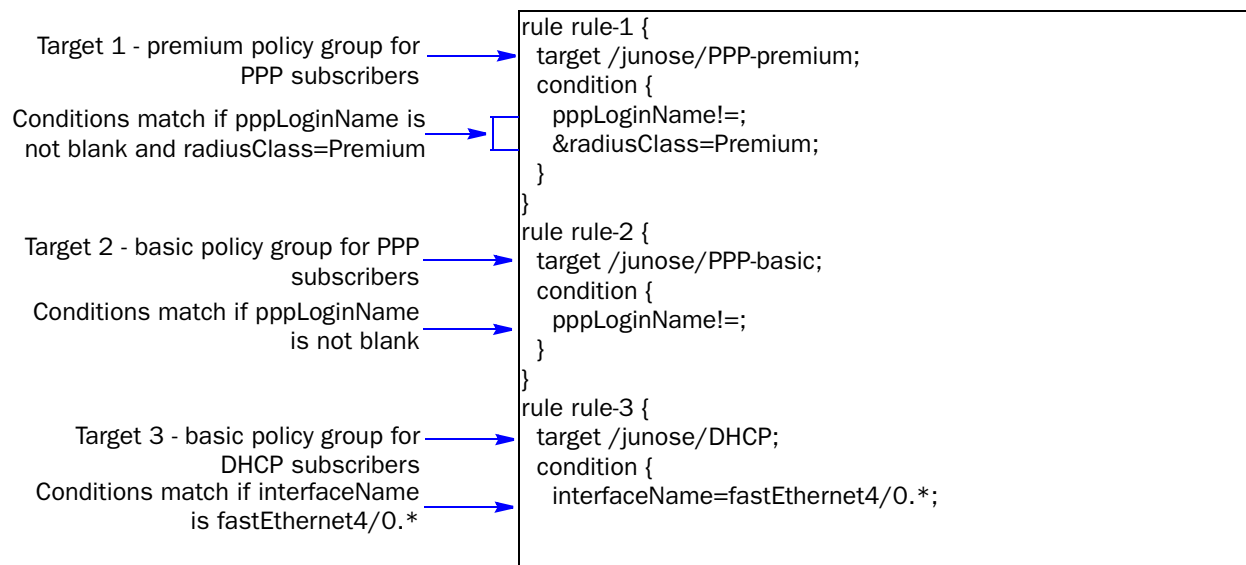 Target 1 - premium policy group for
PPP subscribers
Conditions match if pppLoginName is
not blank and radiusClass=Premium
Target 2 - basic policy group for PPP
subscribers
Conditions match if pppLoginName
is not blank
Target 3 - basic policy group for
DHCP subscribers
Conditions match if interfaceName
is fastEthernet4/0.*
rule rule-1 {
target /junose/PPP-premium;
condition {
pppLoginName!=;
&radiusClass=Premium;
}
}
rule rule-2 {
target /junose/PPP-basic;
condition {
pppLoginName!=;
}
}
rule rule-3 {
target /junose/DHCP;
condition {
interfaceName=fastEthernet4/0.*;